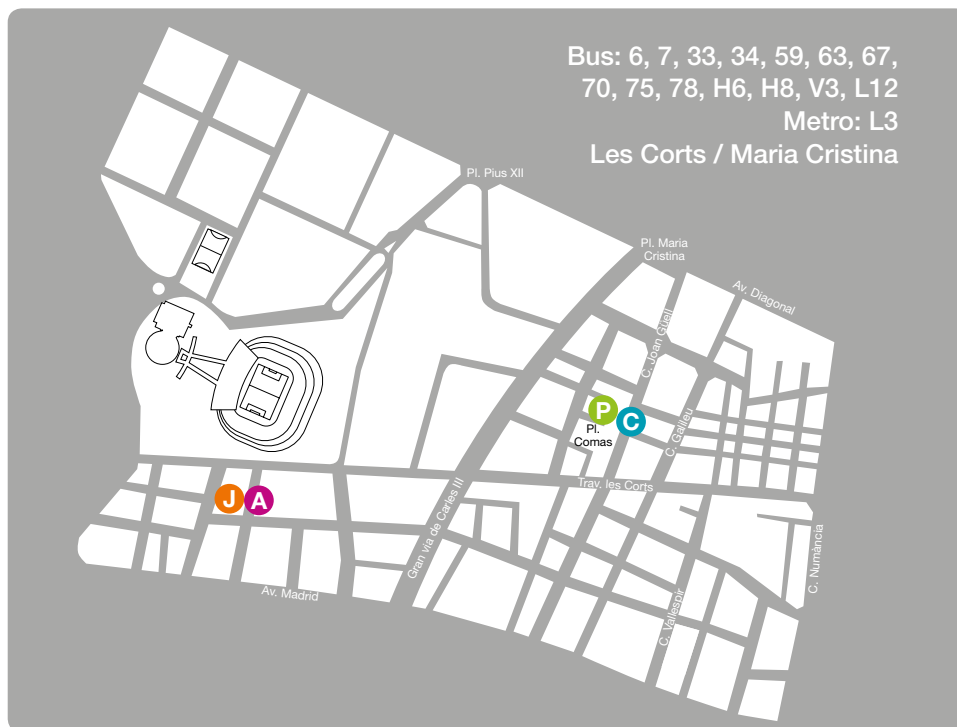 Bus: 6, 7, 33, 34, 59, 63, 67,
70, 75, 78, H6, H8, V3, L12
Metro: L3
Les Corts / Maria Cristina
Pl. Pius XII
Pl. Maria
Cristina
Av. Diagonal
C. Joan Güell
P
C
Pl.
Comas
C. Galileu
Trav. les Corts
J
A
Gran via de Carles III
C. Numància
Av. Madrid
C. Vallespir